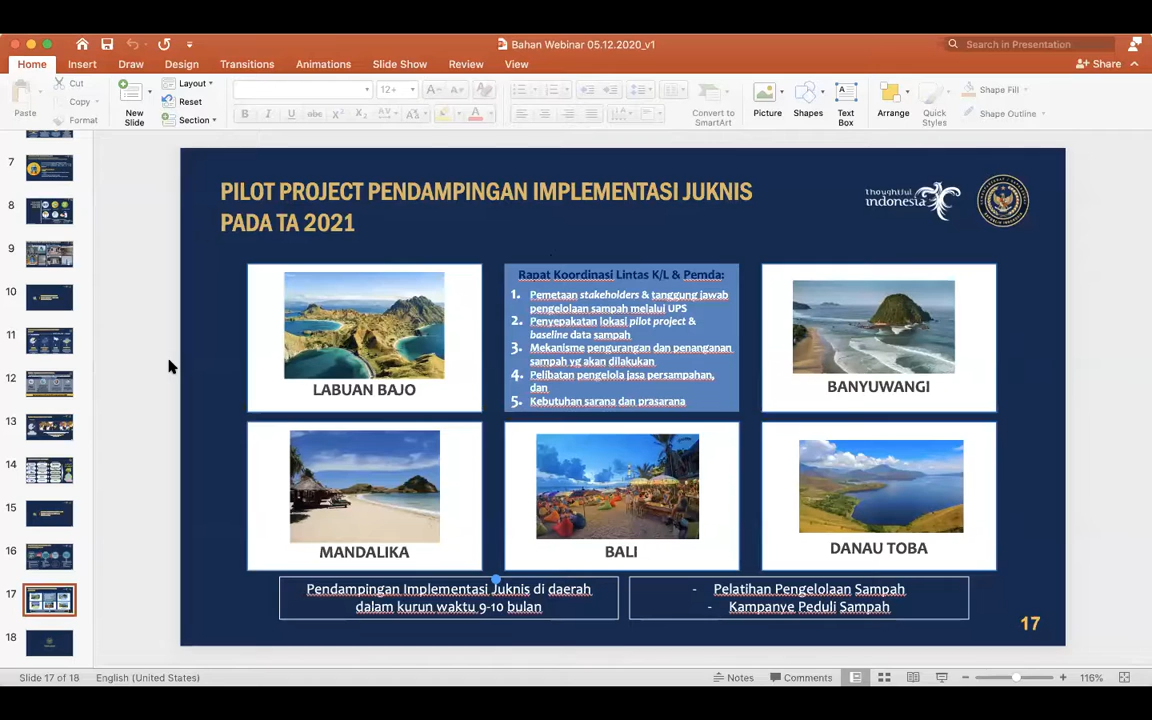 Bahan Webinar 05.12.2020_v1
Search in Presentation
Home Insert Draw Design Transitions Animations Slide Show Review View
Share
Paste
Cut
Copy
Format
New Slide
Layout
Reset
Section
12+
Convert to SmartArt
Picture
Shapes
Text Box
Arrange
Quick Styles
Shape Fill
Shape Outline
7
8
9
10
11
12
13
14
15
16
17
18
PILOT PROJECT PENDAMPINGAN IMPLEMENTASI JUKNIS
PADA TA 2021
thoughtful
indonesia
LABUAN BAJO
Rapat Koordinasi Lintas K/L & Pemda:
1. Pemetaan stakeholders & tanggung jawab
pengelolaan sampah melalui UPS
2. Penyepakatan lokasi pilot project &
baseline data sampah
3. Mekanisme pengurangan dan penanganan
sampah yg akan dilakukan
4. Pelibatan pengelola jasa persampahan,
dan
5. Kebutuhan sarana dan prasarana
BANYUWANGI
MANDALIKA
BALI
DANAU TOBA
Pendampingan Implementasi Juknis di daerah
dalam kurun waktu 9-10 bulan
- Pelatihan Pengelolaan Sampah
- Kampanye Peduli Sampah
17
Slide 17 of 18
English (United States)
Notes
Comments
116%